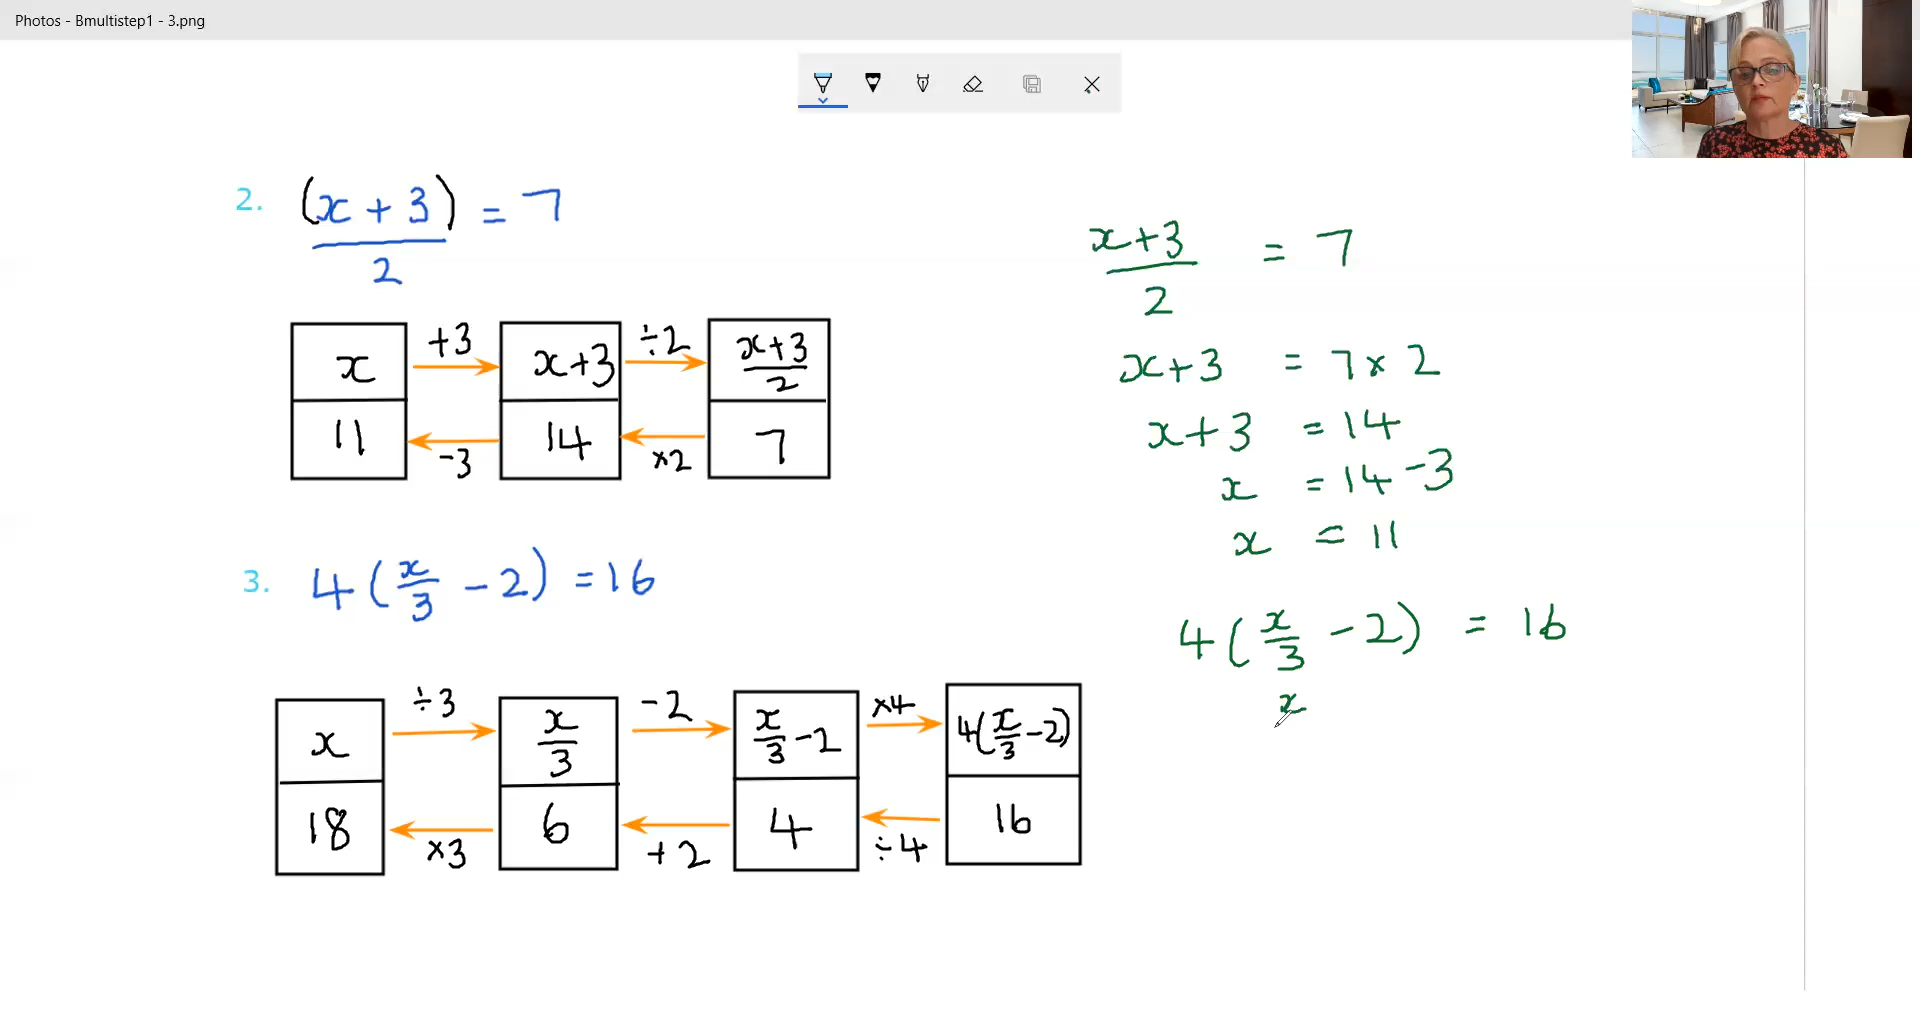 Photos - Bmultistep1 - 3.png
2. (x + 3) = 7
2
x +3 x+3 ÷2 x+3
2
11 -3 14 ×2 7
3. 4(x/3 - 2) = 16
x ÷3 x/3 -2 x/3 -2 ×4 4(x/3 -2)
18 ×3 6 +2 4 ÷4 16
x+3 = 7
2
x+3 = 7 × 2
x+3 = 14
x = 14 -3
x = 11
4(x/3 - 2) = 16
x